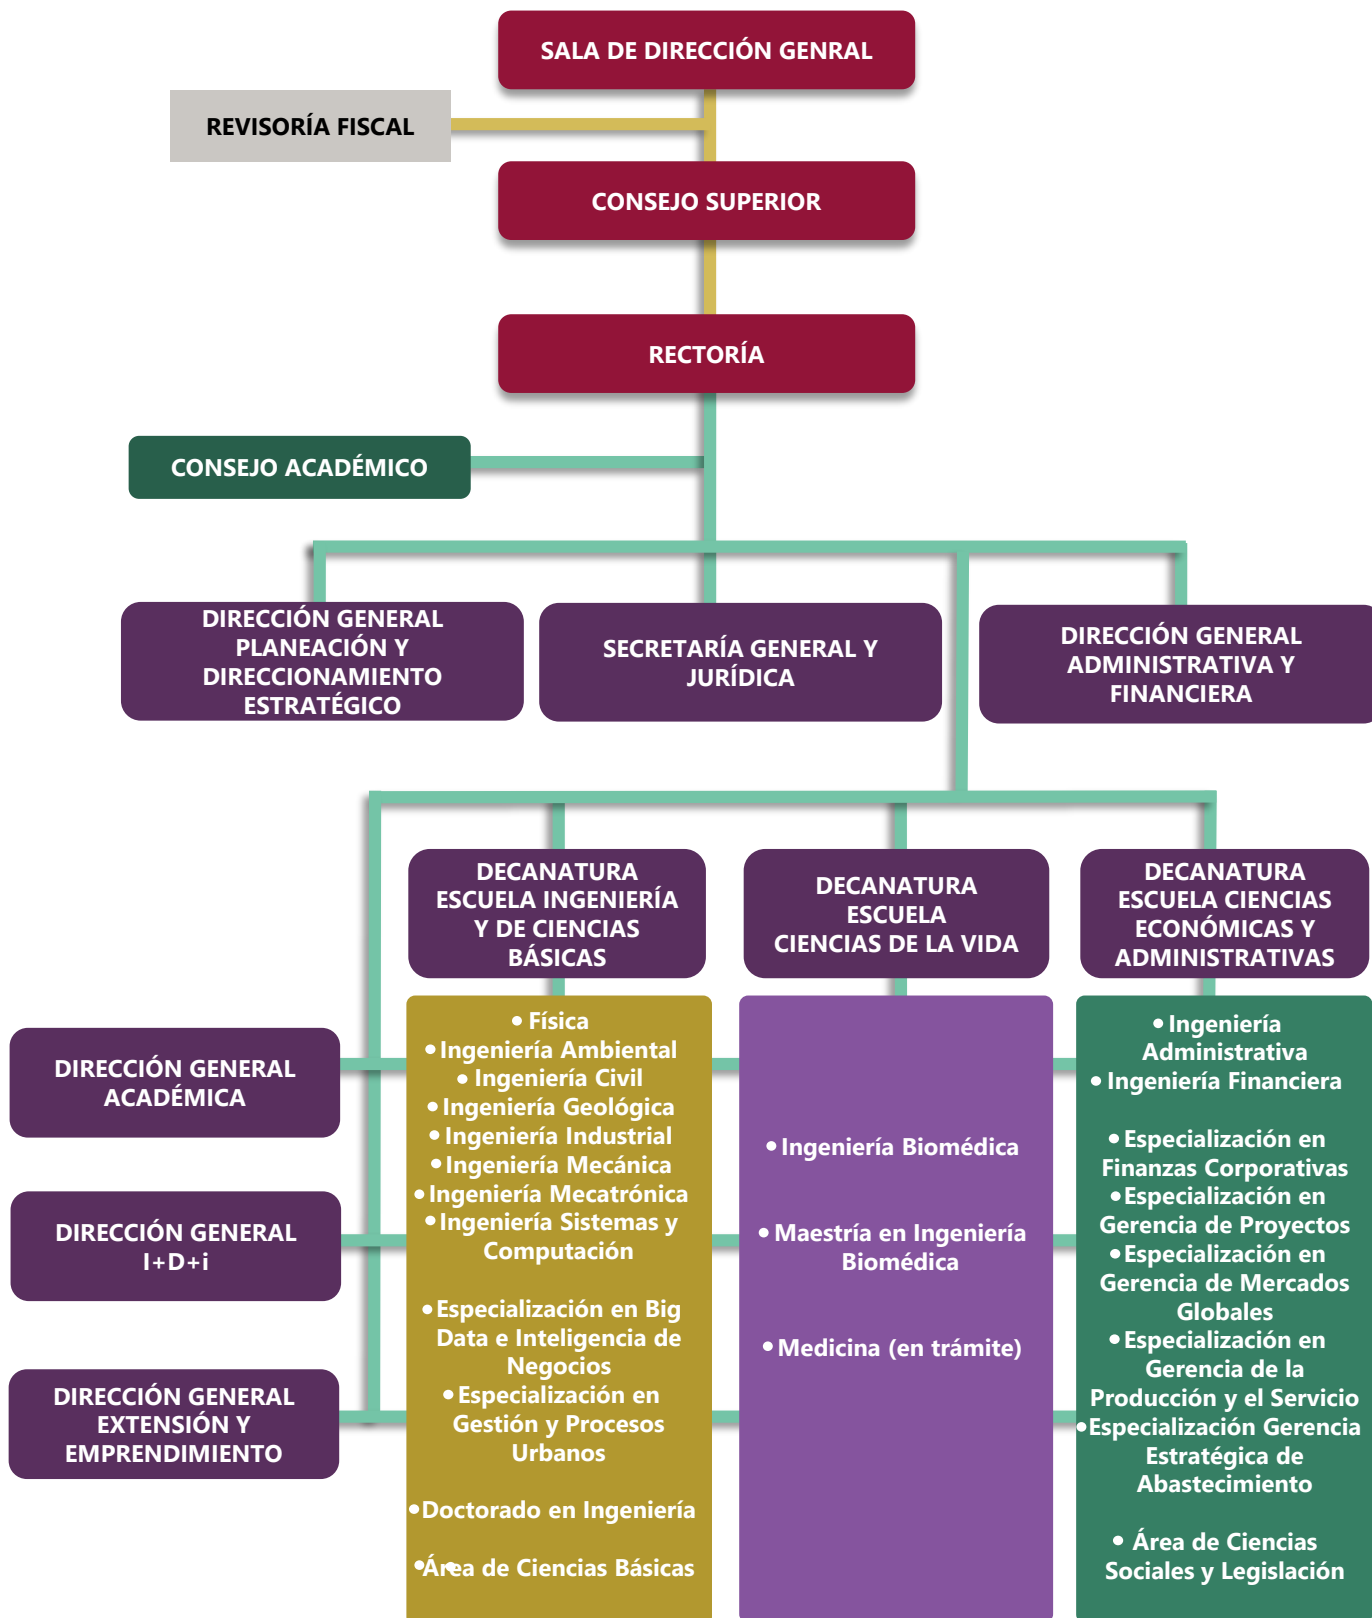 SALA DE DIRECCIÓN GENRAL
REVISORÍA FISCAL
CONSEJO SUPERIOR
RECTORÍA
CONSEJO ACADÉMICO
DIRECCIÓN GENERAL
PLANEACIÓN Y
DIRECCIONAMIENTO
ESTRATÉGICO
SECRETARÍA GENERAL Y
JURÍDICA
DIRECCIÓN GENERAL
ADMINISTRATIVA Y
FINANCIERA
DECANATURA
ESCUELA INGENIERÍA
Y DE CIENCIAS
BÁSICAS
DECANATURA
ESCUELA
CIENCIAS DE LA VIDA
DECANATURA
ESCUELA CIENCIAS
ECONÓMICAS Y
ADMINISTRATIVAS
DIRECCIÓN GENERAL
ACADÉMICA
DIRECCIÓN GENERAL
I+D+i
DIRECCIÓN GENERAL
EXTENSIÓN Y
EMPRENDIMIENTO
• Física
• Ingeniería Ambiental
• Ingeniería Civil
• Ingeniería Geológica
• Ingeniería Industrial
• Ingeniería Mecánica
• Ingeniería Mecatrónica
• Ingeniería Sistemas y
Computación
• Especialización en Big
Data e Inteligencia de
Negocios
• Especialización en
Gestión y Procesos
Urbanos
• Doctorado en Ingeniería
• Área de Ciencias Básicas
• Ingeniería Biomédica
• Maestría en Ingeniería
Biomédica
• Medicina (en trámite)
• Ingeniería
Administrativa
• Ingeniería Financiera
• Especialización en
Finanzas Corporativas
• Especialización en
Gerencia de Proyectos
• Especialización en
Gerencia de Mercados
Globales
• Especialización en
Gerencia de la
Producción y el Servicio
• Especialización Gerencia
Estratégica de
Abastecimiento
• Área de Ciencias
Sociales y Legislación